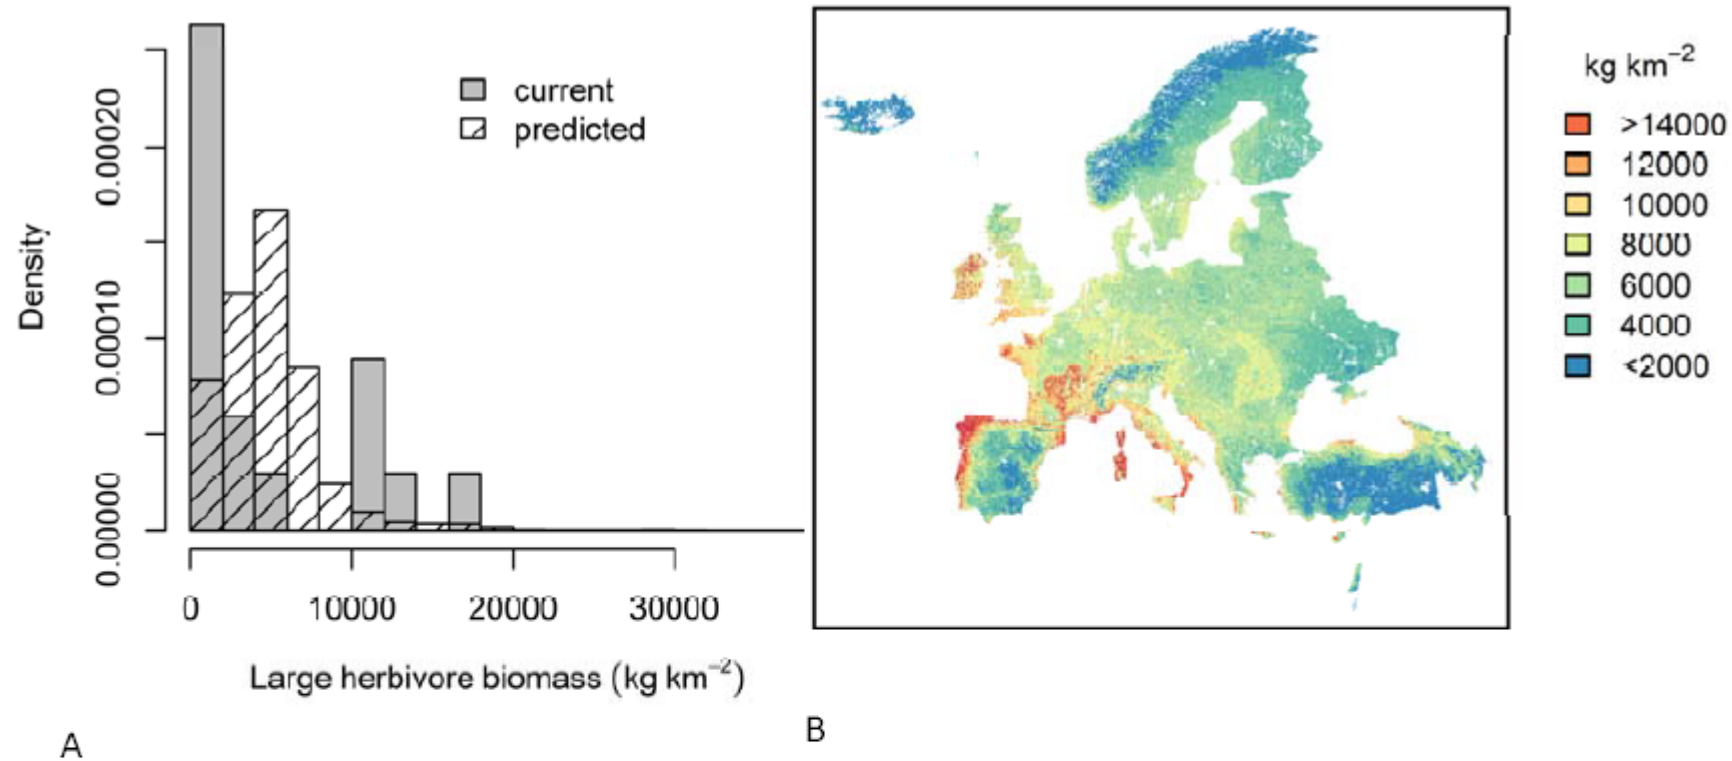 current
predicted
Density
0.00000
0.00010
0.00020
0
10000
20000
30000
Large herbivore biomass (kg km⁻²)
A
kg km⁻²
>14000
12000
10000
8000
6000
4000
<2000
B